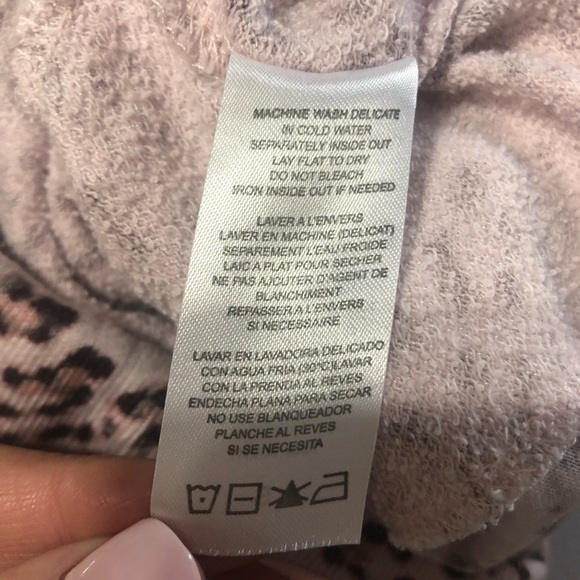 MACHINE WASH DELICATE
IN COLD WATER
SEPARATELY INSIDE OUT
LAY FLAT TO DRY
DO NOT BLEACH
IRON INSIDE OUT IF NEEDED
LAVER A L'ENVERS
LAVER EN MACHINE (DELICAT)
SEPAREMENT L'EAU FROIDE
LAIC A PLAT POUR SECHER
NE PAS AJOUTER D'AGENT DE
BLANCHIMENT
REPASSER A L'ENVERS
SI NECESSAIRE
LAVAR EN LAVADORA DELICADO
CON AGUA FRIA (30°C)LAVAR
CON LA PRENDA AL REVES
ENDECHA PLANA PARA SECAR
NO USE BLANQUEADOR
PLANCHE AL REVES
SI SE NECESITA